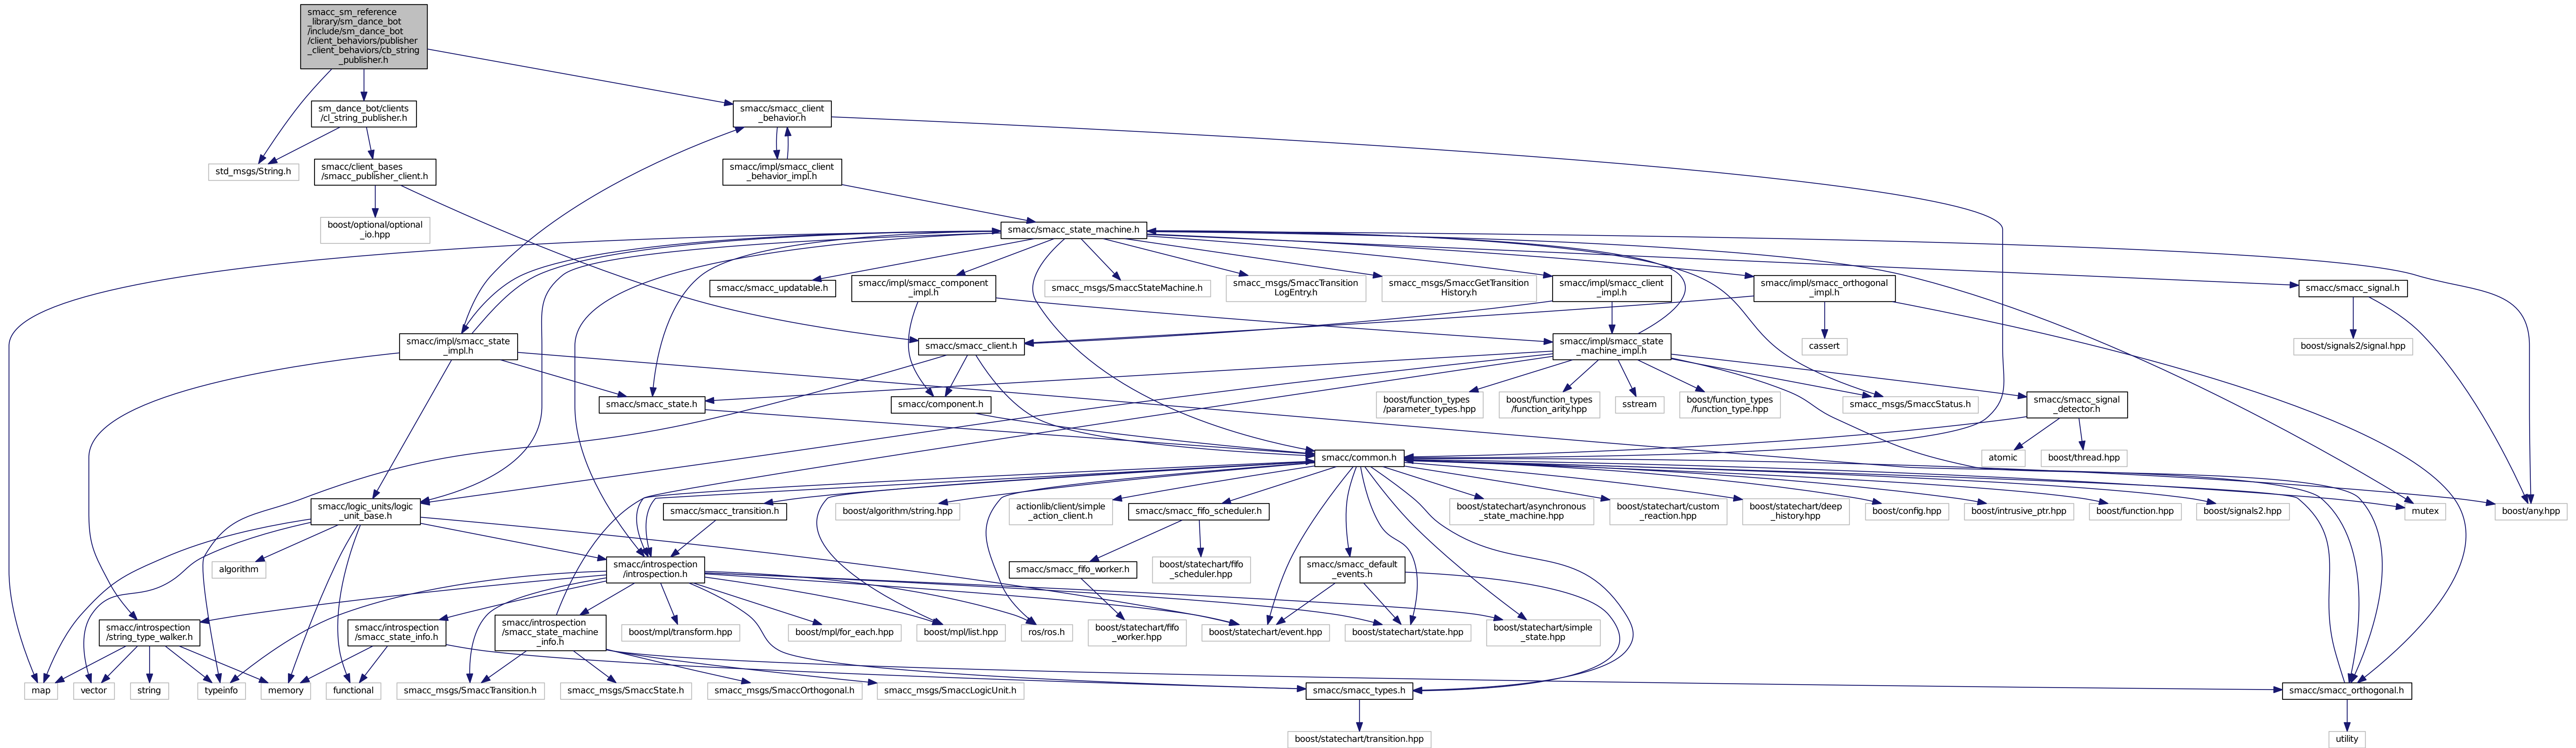 smacc_sm_reference
_library/sm_dance_bot
/include/sm_dance_bot
/client_behaviors/publisher
_client_behaviors/cb_string
_publisher.h
sm_dance_bot/clients
/cl_string_publisher.h
smacc/smacc_client
_behavior.h
std_msgs/String.h
smacc/client_bases
/smacc_publisher_client.h
smacc/impl/smacc_client
_behavior_impl.h
boost/optional/optional
_io.hpp
smacc/smacc_state_machine.h
smacc/smacc_updatable.h
smacc/impl/smacc_component
_impl.h
smacc_msgs/SmaccStateMachine.h
smacc_msgs/SmaccTransition
LogEntry.h
smacc_msgs/SmaccGetTransition
History.h
smacc/impl/smacc_client
_impl.h
smacc/impl/smacc_orthogonal
_impl.h
smacc/smacc_signal.h
smacc/impl/smacc_state
_impl.h
smacc/smacc_client.h
smacc/impl/smacc_state
_machine_impl.h
cassert
boost/signals2/signal.hpp
smacc/smacc_state.h
smacc/component.h
boost/function_types
/parameter_types.hpp
boost/function_types
/function_arity.hpp
sstream
boost/function_types
/function_type.hpp
smacc_msgs/SmaccStatus.h
smacc/smacc_signal
_detector.h
smacc/common.h
atomic
boost/thread.hpp
smacc/logic_units/logic
_unit_base.h
smacc/smacc_transition.h
boost/algorithm/string.hpp
actionlib/client/simple
_action_client.h
smacc/smacc_fifo_scheduler.h
boost/statechart/asynchronous
_state_machine.hpp
boost/statechart/custom
_reaction.hpp
boost/statechart/deep
_history.hpp
boost/config.hpp
boost/intrusive_ptr.hpp
boost/function.hpp
boost/signals2.hpp
mutex
boost/any.hpp
algorithm
smacc/introspection
/introspection.h
smacc/smacc_fifo_worker.h
boost/statechart/fifo
_scheduler.hpp
smacc/smacc_default
_events.h
smacc/introspection
/string_type_walker.h
smacc/introspection
/smacc_state_info.h
smacc/introspection
/smacc_state_machine
_info.h
boost/mpl/transform.hpp
boost/mpl/for_each.hpp
boost/mpl/list.hpp
ros/ros.h
boost/statechart/fifo
_worker.hpp
boost/statechart/event.hpp
boost/statechart/state.hpp
boost/statechart/simple
_state.hpp
map
vector
string
typeinfo
memory
functional
smacc_msgs/SmaccTransition.h
smacc_msgs/SmaccState.h
smacc_msgs/SmaccOrthogonal.h
smacc_msgs/SmaccLogicUnit.h
smacc/smacc_types.h
smacc/smacc_orthogonal.h
boost/statechart/transition.hpp
utility